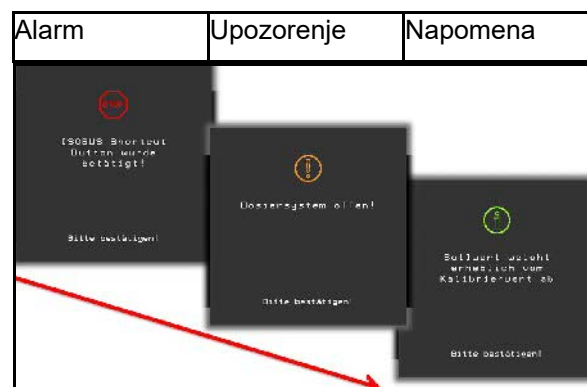 Alarm
Upozorenje
Napomena
STOP
ISOBUS Shortcut
Button wurde
betätigt!
Bitte bestätigen!
Dosiersystem offen!
Bitte bestätigen!
S
Sollwert weicht
erheblich vom
Kalibrierwert ab
Bitte bestätigen!